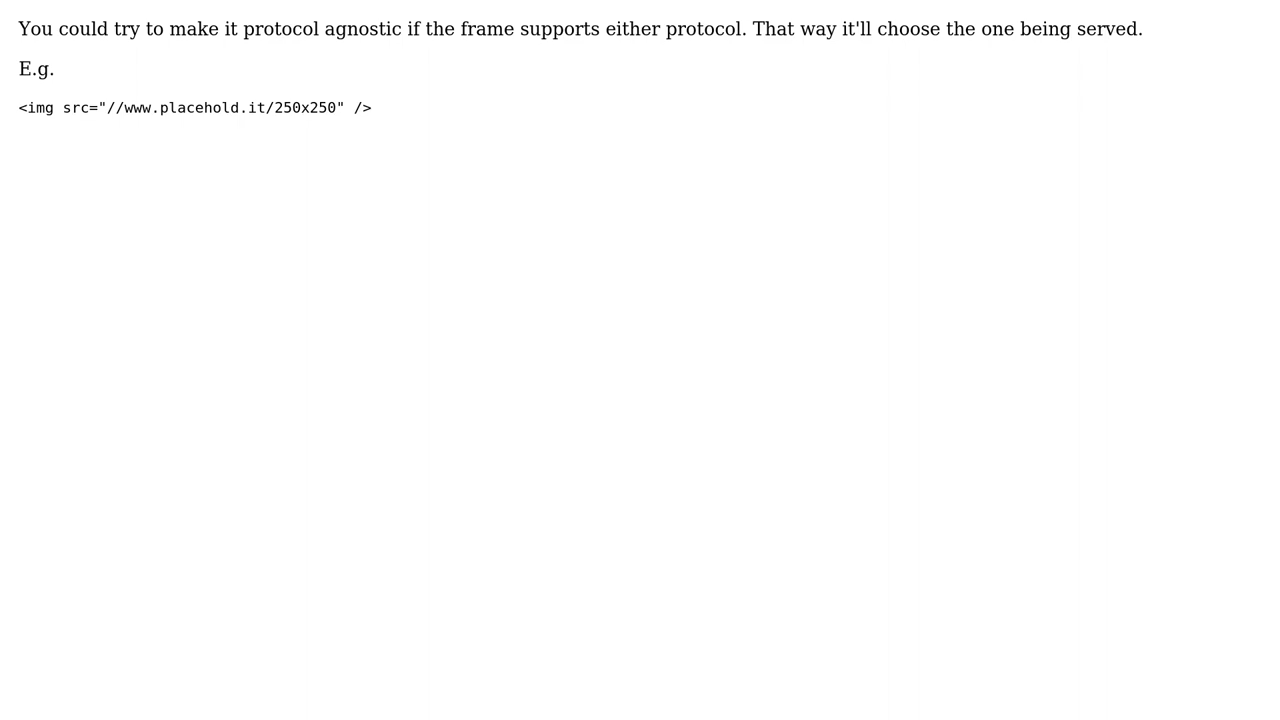 You could try to make it protocol agnostic if the frame supports either protocol. That way it'll choose the one being served.
E.g.
<img src="//www.placehold.it/250x250" />